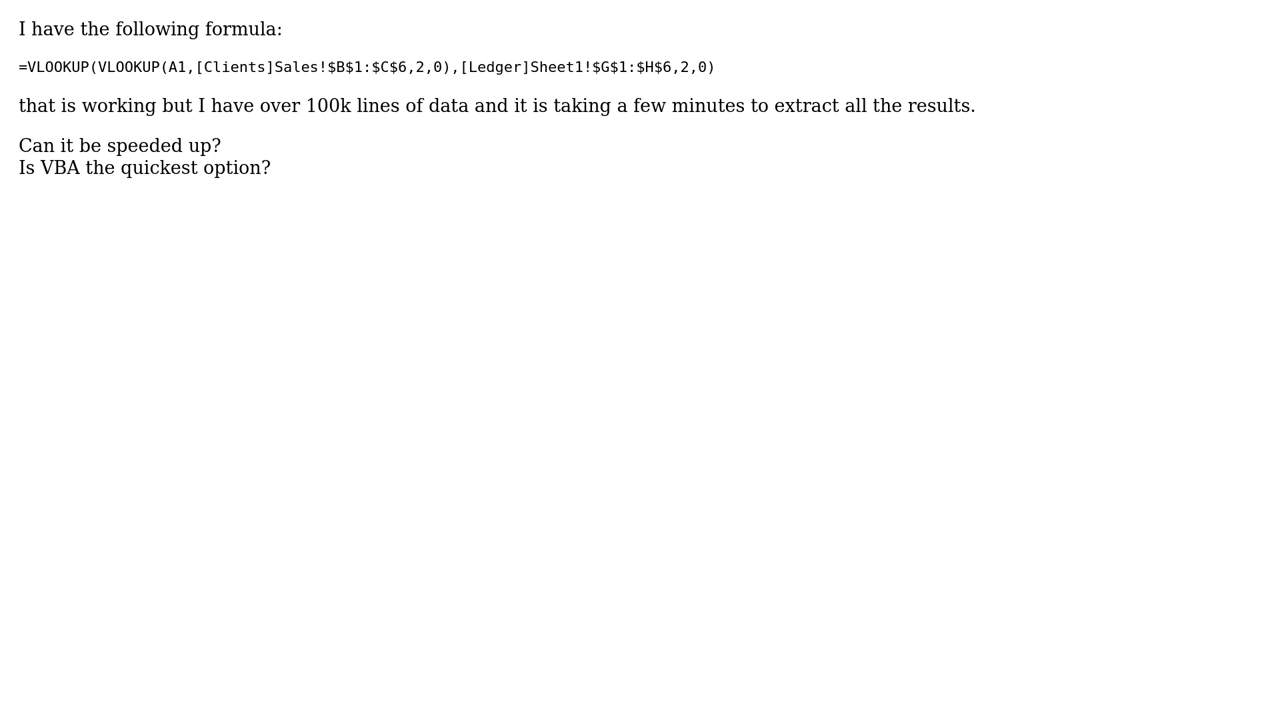 I have the following formula:
=VLOOKUP(VLOOKUP(A1,[Clients]Sales!$B$1:$C$6,2,0),[Ledger]Sheet1!$G$1:$H$6,2,0)
that is working but I have over 100k lines of data and it is taking a few minutes to extract all the results.
Can it be speeded up?
Is VBA the quickest option?